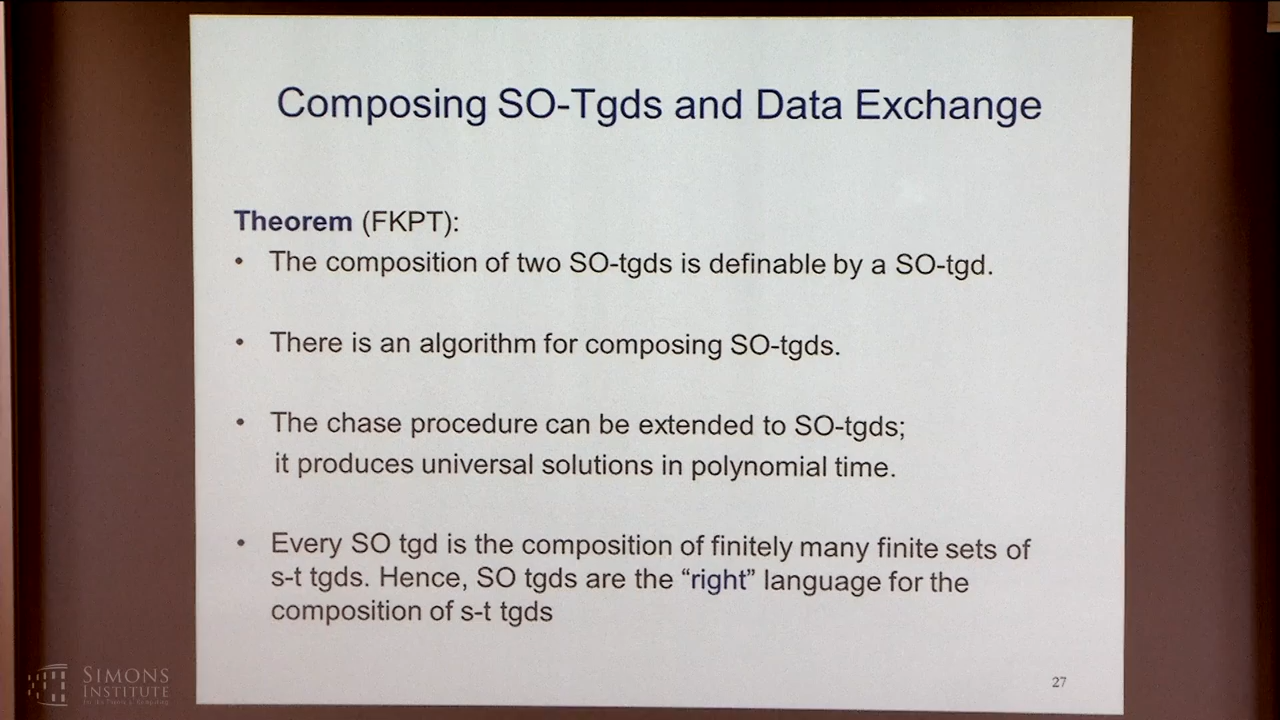 Composing SO-Tgds and Data Exchange
Theorem (FKPT):
• The composition of two SO-tgds is definable by a SO-tgd.
• There is an algorithm for composing SO-tgds.
• The chase procedure can be extended to SO-tgds;
it produces universal solutions in polynomial time.
• Every SO tgd is the composition of finitely many finite sets of
s-t tgds. Hence, SO tgds are the “right” language for the
composition of s-t tgds
27
SIMONS
INSTITUTE